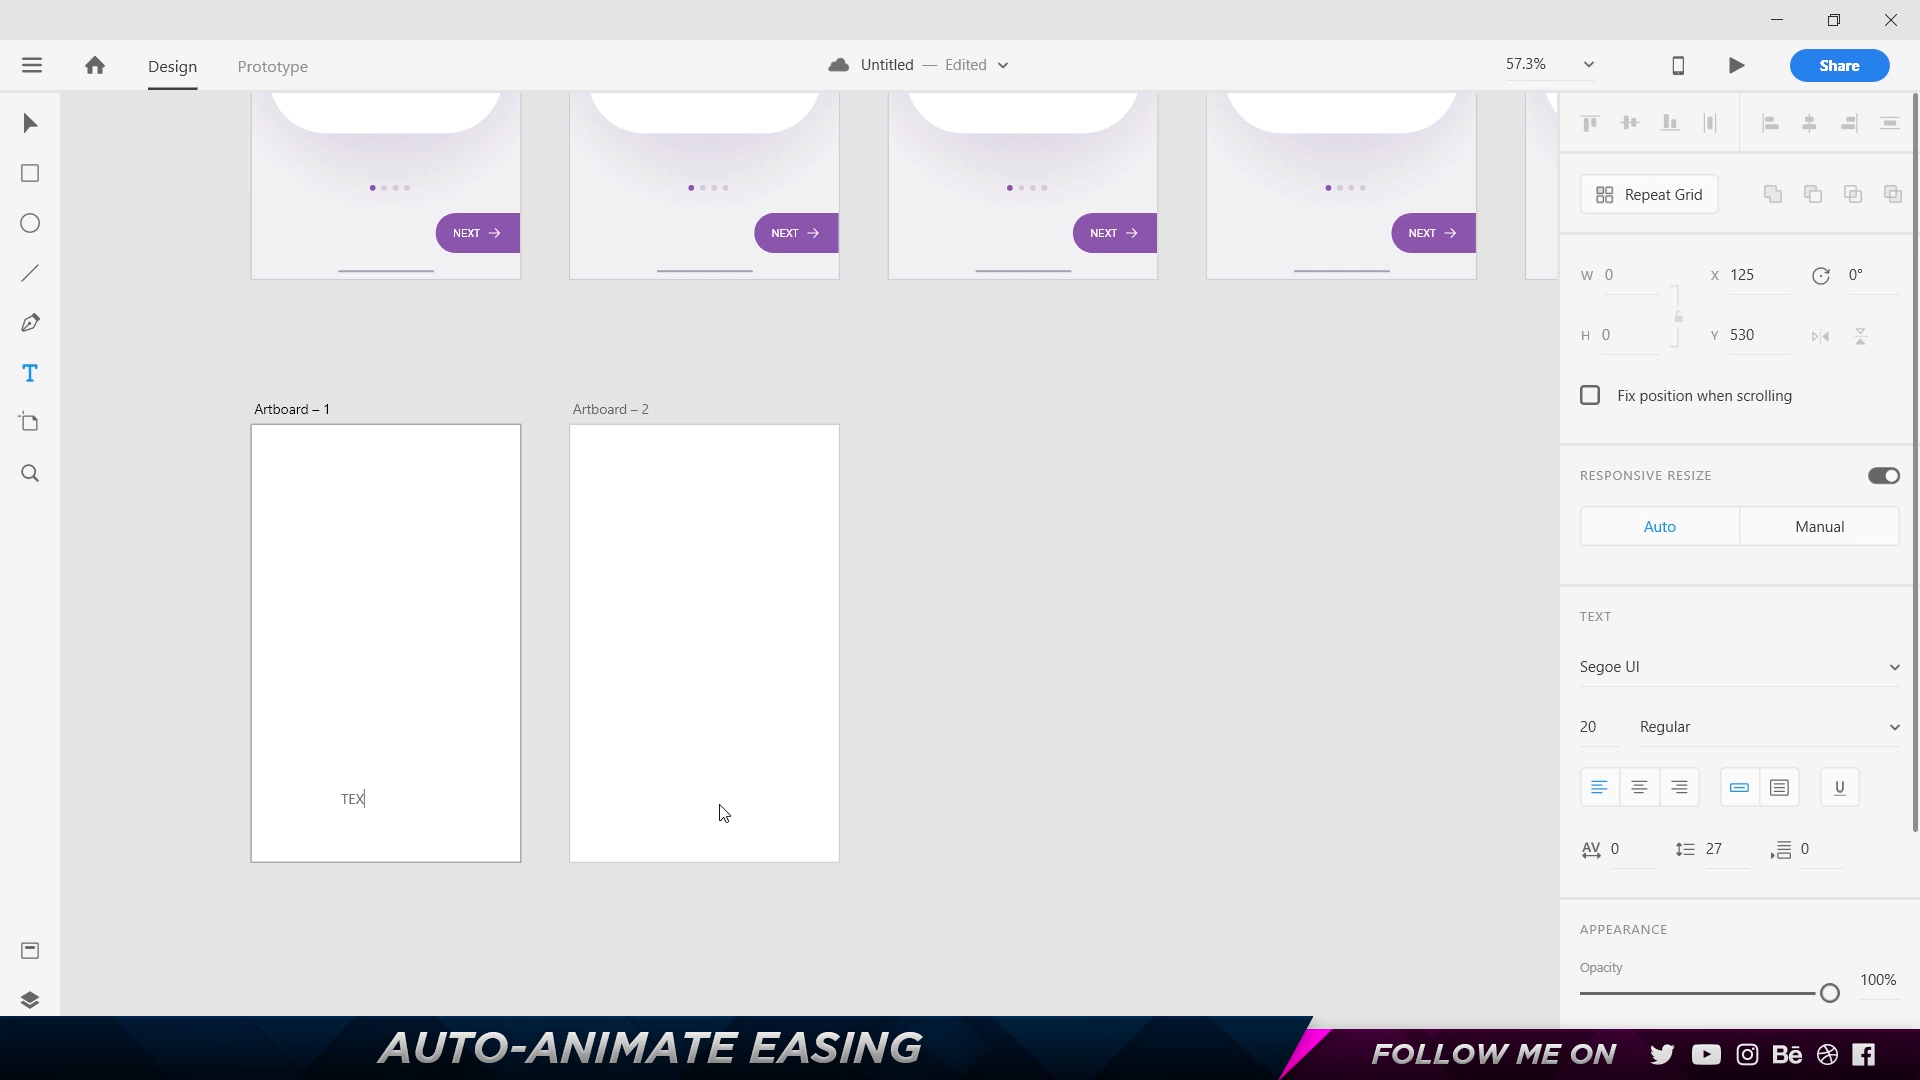 Design
Prototype
Untitled — Edited
57.3%
Share
Repeat Grid
NEXT
NEXT
NEXT
NEXT
W 0
X 125
0°
H 0
Y 530
Fix position when scrolling
Artboard – 1
Artboard – 2
RESPONSIVE RESIZE
Auto
Manual
TEXT
Segoe UI
20
Regular
TEX
U
AV 0
27
0
APPEARANCE
Opacity
100%
AUTO-ANIMATE EASING
FOLLOW ME ON
Bē